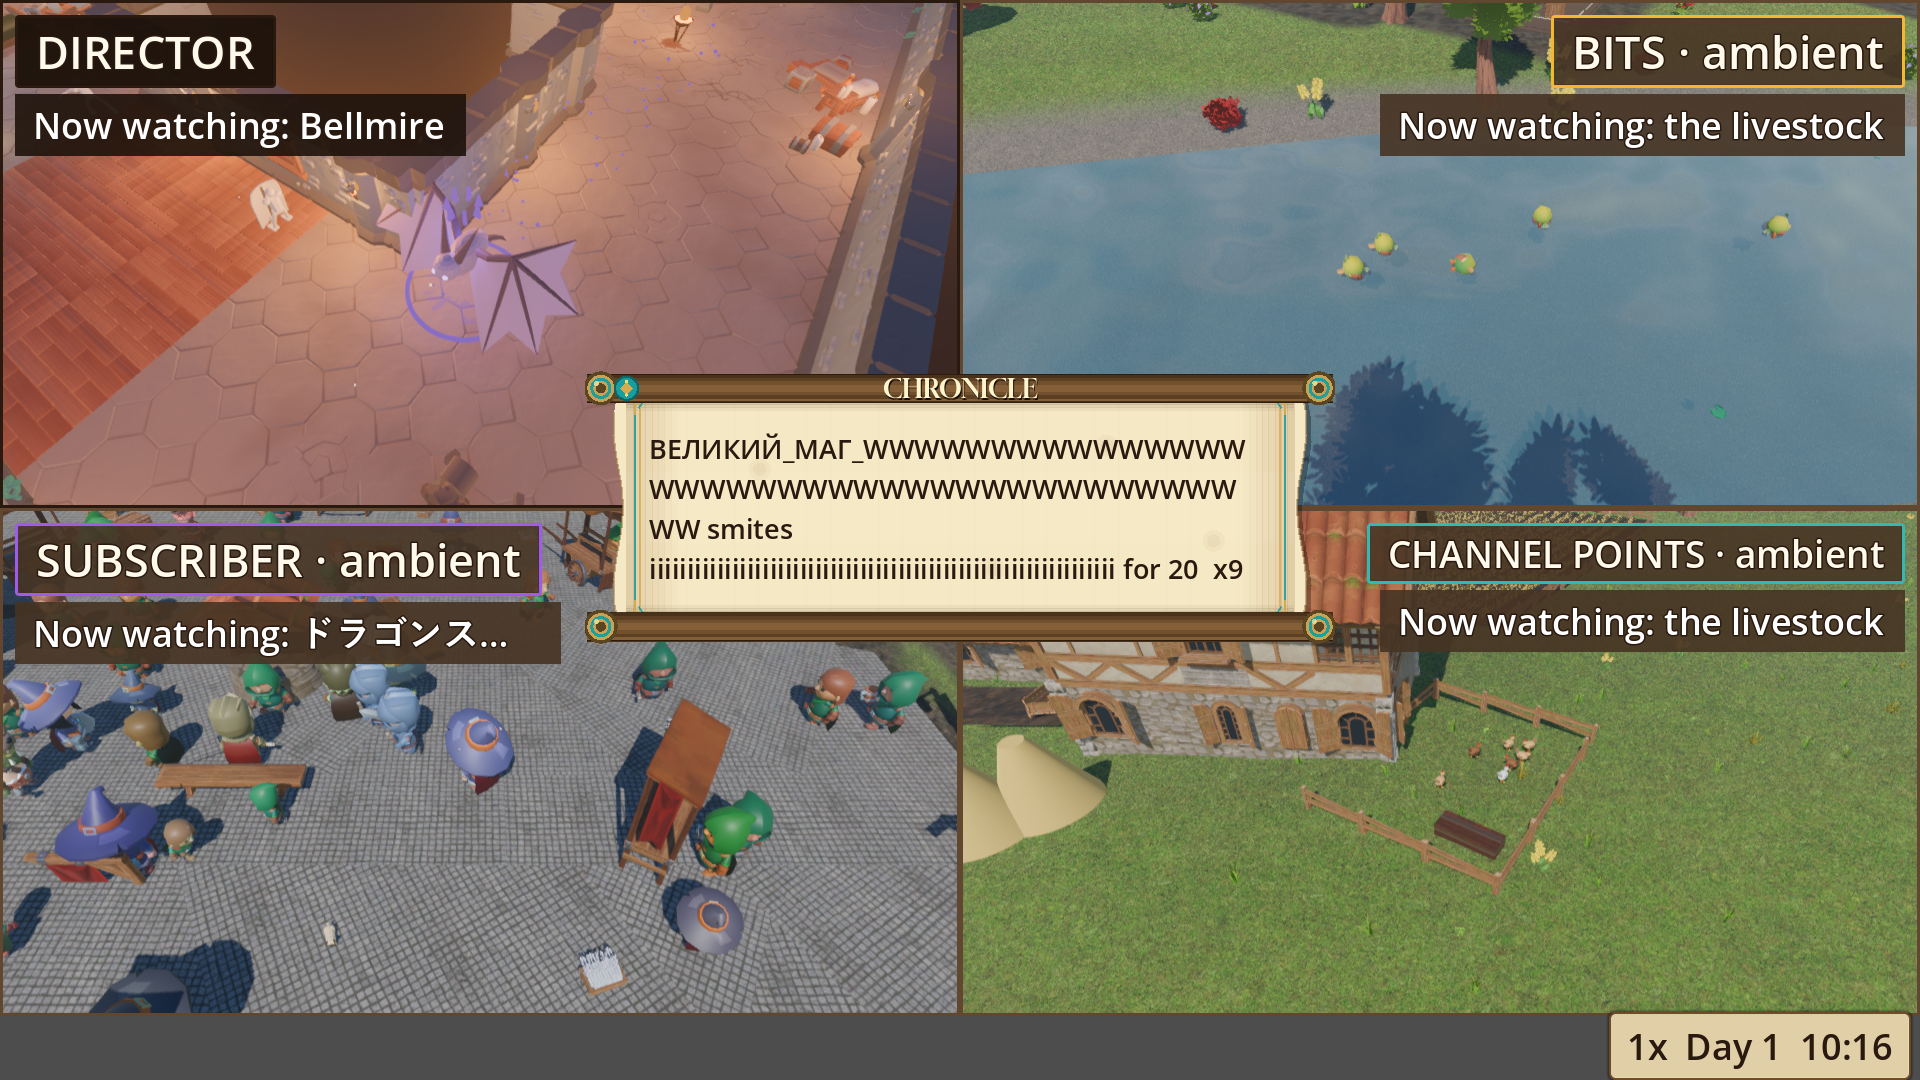 DIRECTOR
Now watching: Bellmire
BITS · ambient
Now watching: the livestock
CHRONICLE
ВЕЛИКИЙ_МАГ_WWWWWWWWWWWWWWW
WWWWWWWWWWWWWWWWWWWWWWW
WW smites
iiiiiiiiiiiiiiiiiiiiiiiiiiiiiiiiiiiiiiiiiiiiiiiiiiiiiiiiiiii for 20 x9
SUBSCRIBER · ambient
Now watching: ドラゴンス...
CHANNEL POINTS · ambient
Now watching: the livestock
1x Day 1 10:16